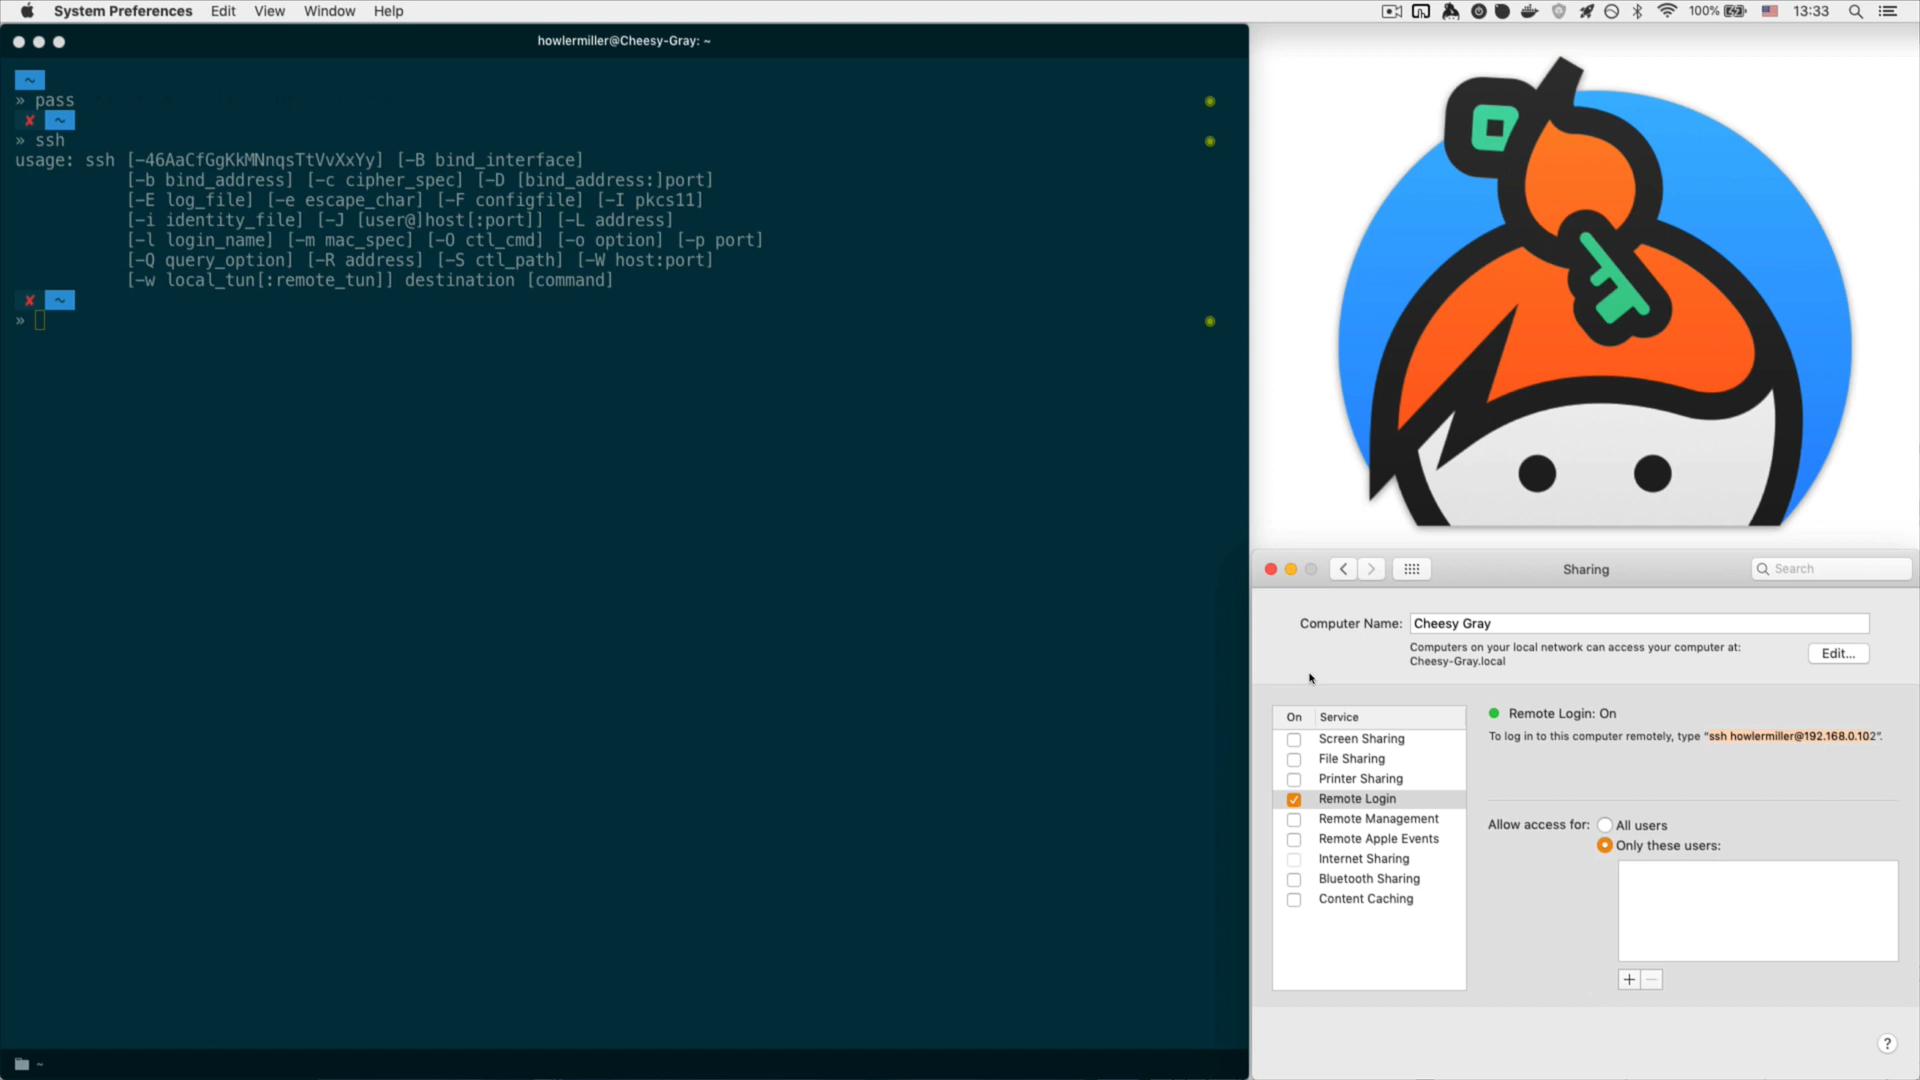 System Preferences Edit View Window Help 100% 13:33
howlermiller@Cheesy-Gray: ~
~
» pass
✘ ~
» ssh
usage: ssh [-46AaCfGgKkMNnqsTtVvXxYy] [-B bind_interface]
[-b bind_address] [-c cipher_spec] [-D [bind_address:]port]
[-E log_file] [-e escape_char] [-F configfile] [-I pkcs11]
[-i identity_file] [-J [user@]host[:port]] [-L address]
[-l login_name] [-m mac_spec] [-O ctl_cmd] [-o option] [-p port]
[-Q query_option] [-R address] [-S ctl_path] [-W host:port]
[-w local_tun[:remote_tun]] destination [command]
✘ ~
»
~
Sharing
Search
Computer Name: Cheesy Gray
Computers on your local network can access your computer at:
Cheesy-Gray.local
Edit...
On Service
Screen Sharing
File Sharing
Printer Sharing
Remote Login
Remote Management
Remote Apple Events
Internet Sharing
Bluetooth Sharing
Content Caching
Remote Login: On
To log in to this computer remotely, type “ssh howlermiller@192.168.0.102”.
Allow access for: All users
Only these users:
+ −
?